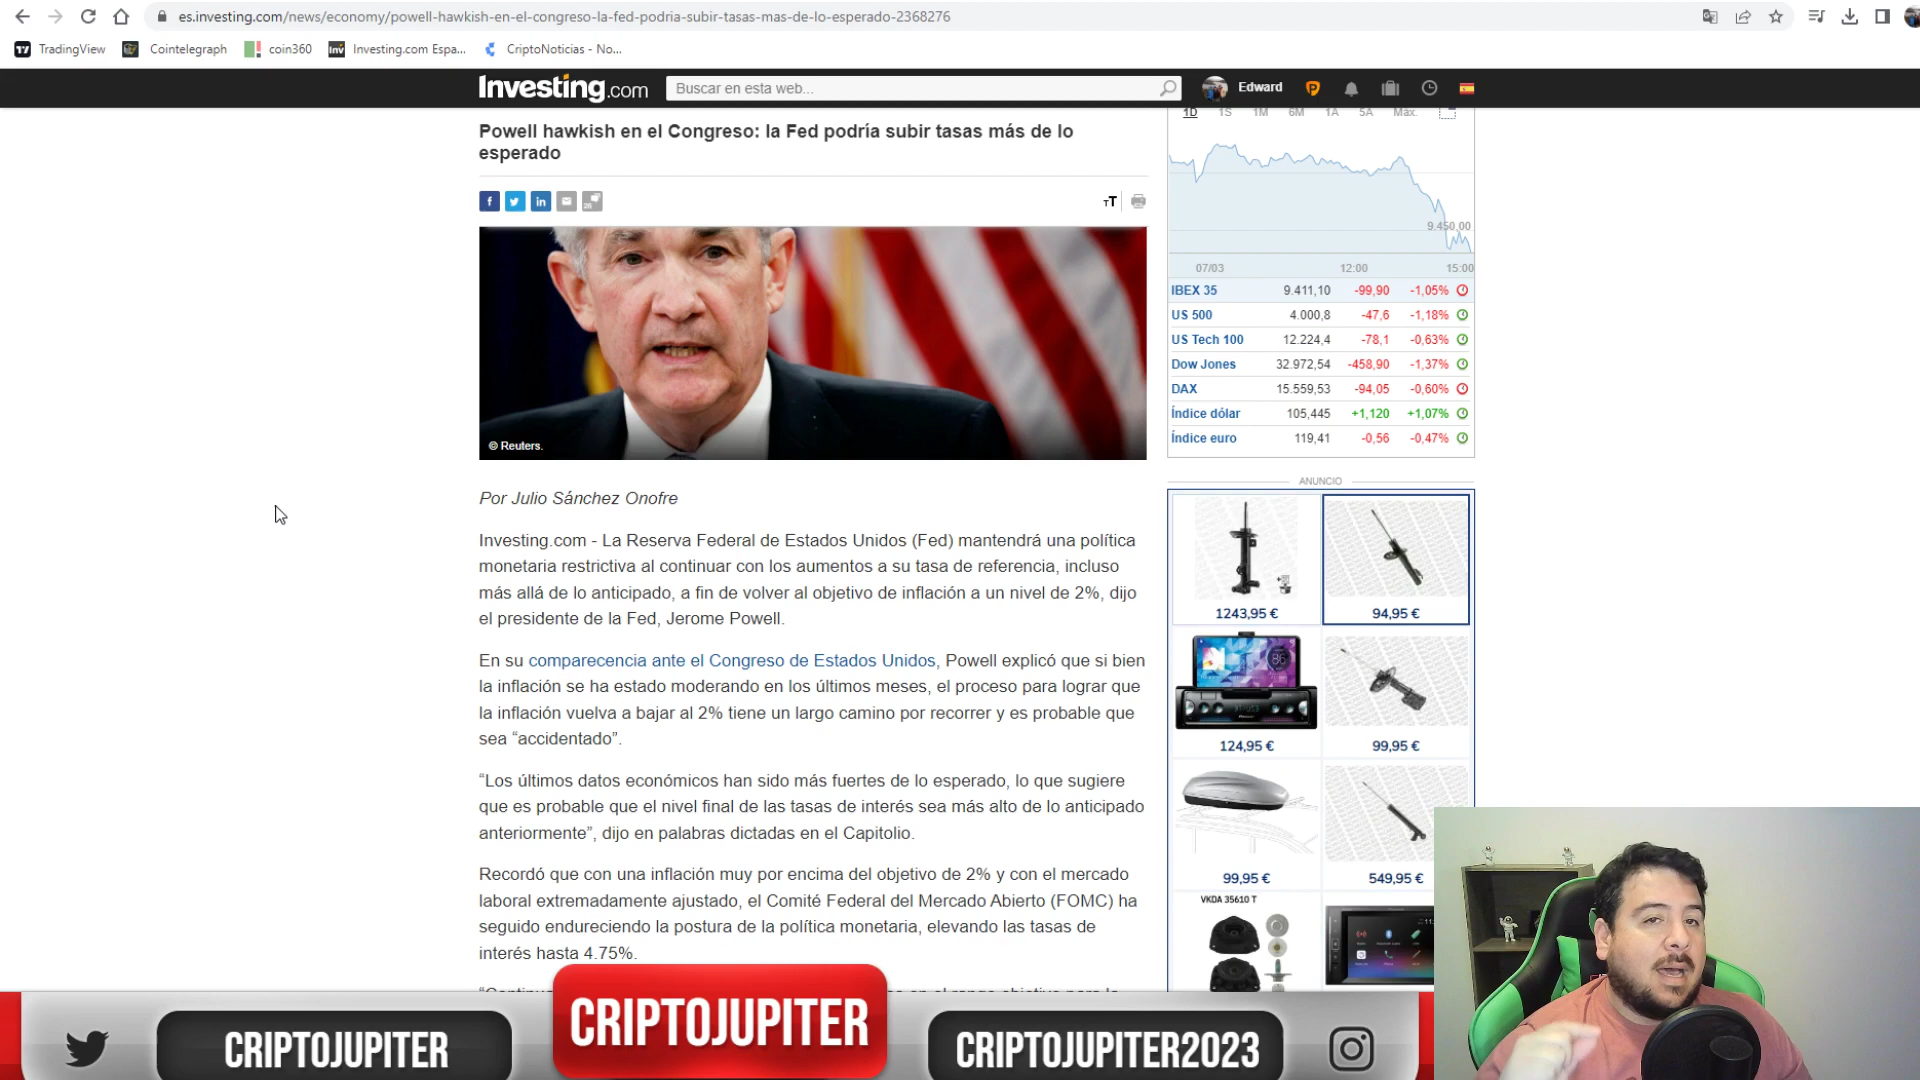 es.investing.com/news/economy/powell-hawkish-en-el-congreso-la-fed-podria-subir-tasas-mas-de-lo-esperado-2368276
TradingView
Cointelegraph
coin360
Inv
Investing.com Espa...
CriptoNoticias - No...
Investing.com
Buscar en esta web...
Edward
Powell hawkish en el Congreso: la Fed podría subir tasas más de lo
esperado
TT
© Reuters.
Por Julio Sánchez Onofre
Investing.com - La Reserva Federal de Estados Unidos (Fed) mantendrá una política
monetaria restrictiva al continuar con los aumentos a su tasa de referencia, incluso
más allá de lo anticipado, a fin de volver al objetivo de inflación a un nivel de 2%, dijo
el presidente de la Fed, Jerome Powell.
En su comparecencia ante el Congreso de Estados Unidos, Powell explicó que si bien
la inflación se ha estado moderando en los últimos meses, el proceso para lograr que
la inflación vuelva a bajar al 2% tiene un largo camino por recorrer y es probable que
sea “accidentado”.
“Los últimos datos económicos han sido más fuertes de lo esperado, lo que sugiere
que es probable que el nivel final de las tasas de interés sea más alto de lo anticipado
anteriormente”, dijo en palabras dictadas en el Capitolio.
Recordó que con una inflación muy por encima del objetivo de 2% y con el mercado
laboral extremadamente ajustado, el Comité Federal del Mercado Abierto (FOMC) ha
seguido endureciendo la postura de la política monetaria, elevando las tasas de
interés hasta 4.75%.
1D 1S 1M 6M 1A 5A Máx.
9.450,00
07/03 12:00 15:00
IBEX 35 9.411,10 -99,90 -1,05%
US 500 4.000,8 -47,6 -1,18%
US Tech 100 12.224,4 -78,1 -0,63%
Dow Jones 32.972,54 -458,90 -1,37%
DAX 15.559,53 -94,05 -0,60%
Índice dólar 105,445 +1,120 +1,07%
Índice euro 119,41 -0,56 -0,47%
ANUNCIO
1243,95 €
94,95 €
86
124,95 €
99,95 €
99,95 €
549,95 €
VKDA 35610 T
CRIPTOJUPITER
CRIPTOJUPITER
CRIPTOJUPITER2023